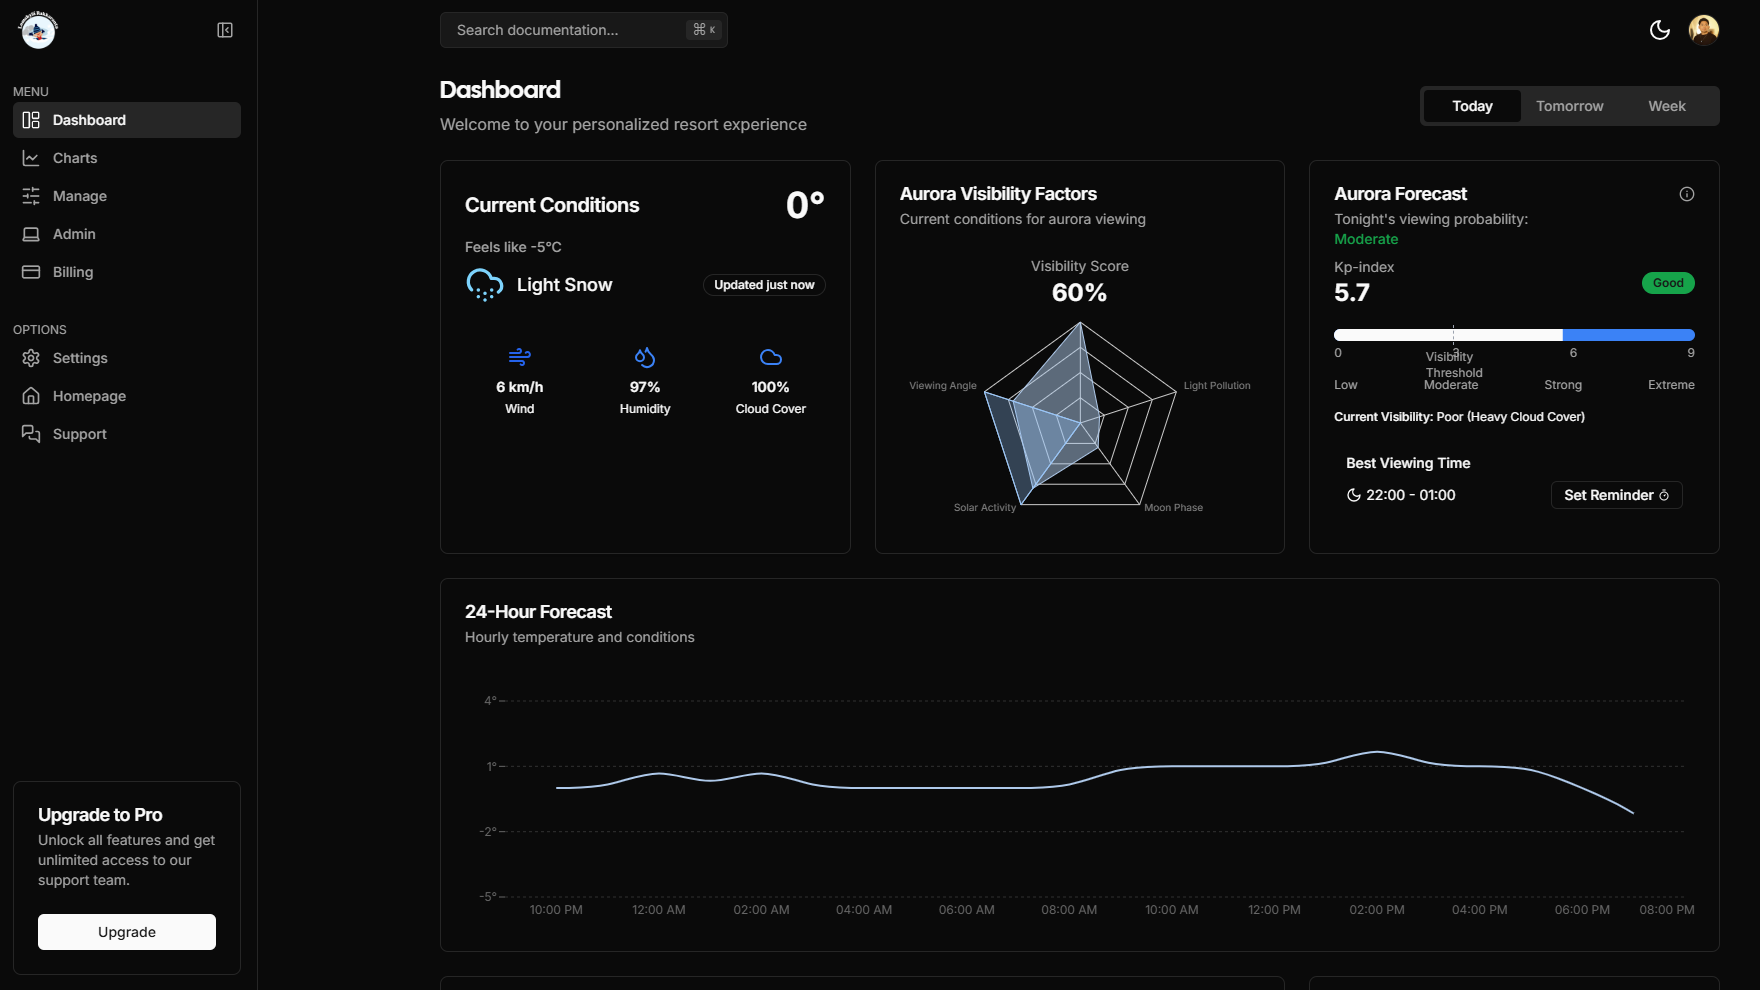 Search documentation...
⌘ K
MENU
Dashboard
Charts
Manage
Admin
Billing
OPTIONS
Settings
Homepage
Support
Upgrade to Pro
Unlock all features and get
unlimited access to our
support team.
Upgrade
Dashboard
Welcome to your personalized resort experience
Today
Tomorrow
Week
Current Conditions
0°
Feels like -5°C
Light Snow
Updated just now
6 km/h
Wind
97%
Humidity
100%
Cloud Cover
Aurora Visibility Factors
Current conditions for aurora viewing
Visibility Score
60%
Viewing Angle
Light Pollution
Solar Activity
Moon Phase
Aurora Forecast
Tonight's viewing probability:
Moderate
Kp-index
5.7
Good
0
3
6
9
Visibility
Threshold
Low
Moderate
Strong
Extreme
Current Visibility: Poor (Heavy Cloud Cover)
Best Viewing Time
22:00 - 01:00
Set Reminder
24-Hour Forecast
Hourly temperature and conditions
4°
1°
-2°
-5°
10:00 PM
12:00 AM
02:00 AM
04:00 AM
06:00 AM
08:00 AM
10:00 AM
12:00 PM
02:00 PM
04:00 PM
06:00 PM
08:00 PM